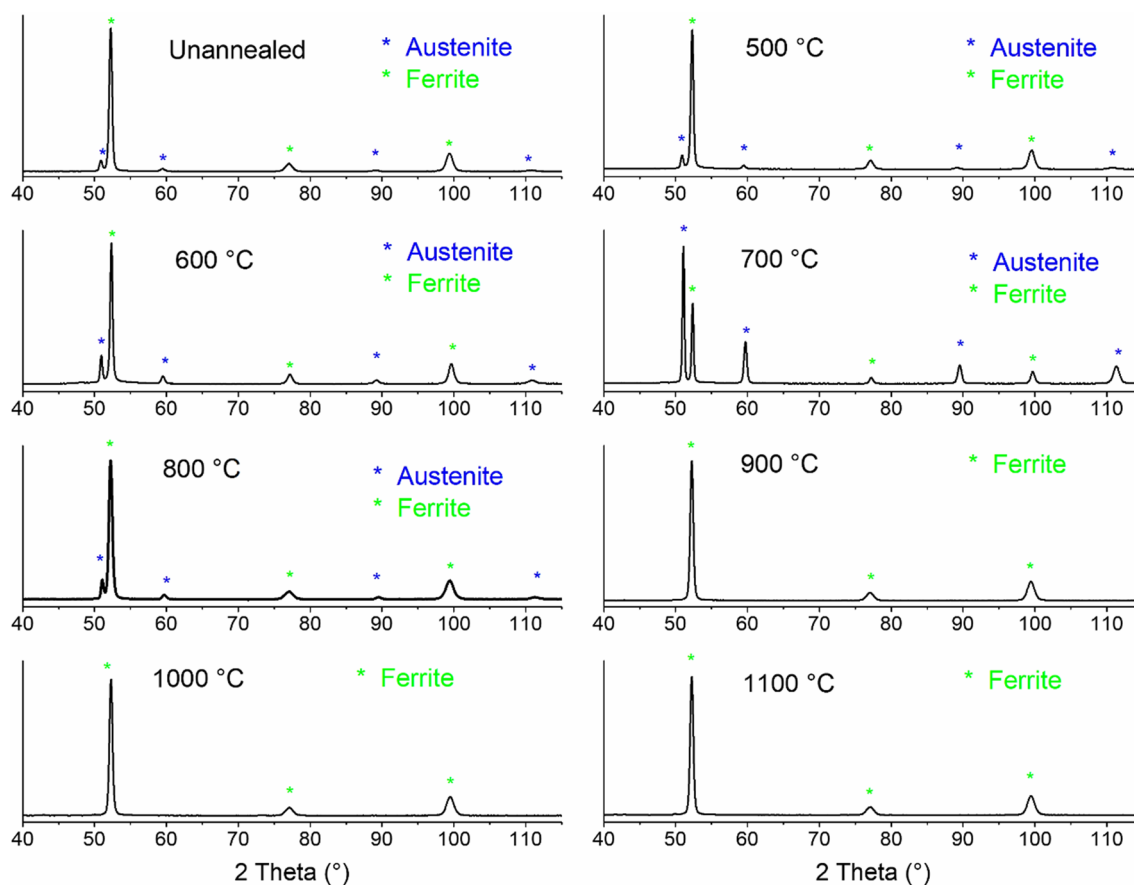 Unannealed
* Austenite
* Ferrite
40 50 60 70 80 90 100 110
500 °C
* Austenite
* Ferrite
40 50 60 70 80 90 100 110
600 °C
* Austenite
* Ferrite
40 50 60 70 80 90 100 110
700 °C
* Austenite
* Ferrite
40 50 60 70 80 90 100 110
800 °C
* Austenite
* Ferrite
40 50 60 70 80 90 100 110
900 °C
* Ferrite
40 50 60 70 80 90 100 110
1000 °C
* Ferrite
40 50 60 70 80 90 100 110
2 Theta (°)
1100 °C
* Ferrite
40 50 60 70 80 90 100 110
2 Theta (°)